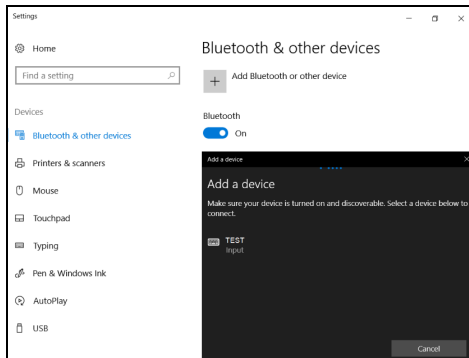 Settings
Home
Find a setting
Devices
Bluetooth & other devices
Printers & scanners
Mouse
Touchpad
Typing
Pen & Windows Ink
AutoPlay
USB
Bluetooth & other devices
Add Bluetooth or other device
Bluetooth
On
Add a device
Add a device
Make sure your device is turned on and discoverable. Select a device below to
connect.
TEST
Input
Cancel